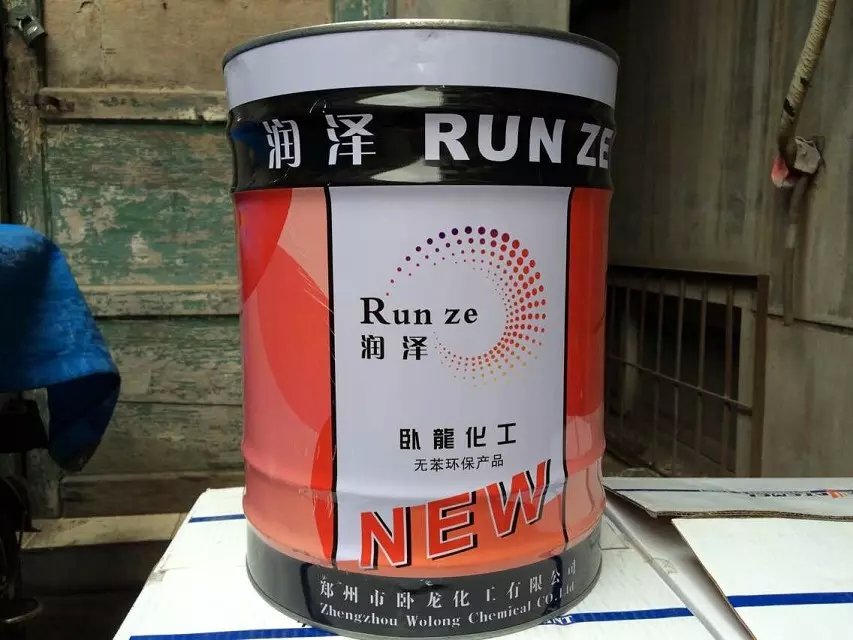 润泽 RUN ZE
Run ze
润泽
卧龍化工
无苯环保产品
NEW
郑州市卧龙化工有限公司
Zhengzhou Wolong Chemical CO.Ltd